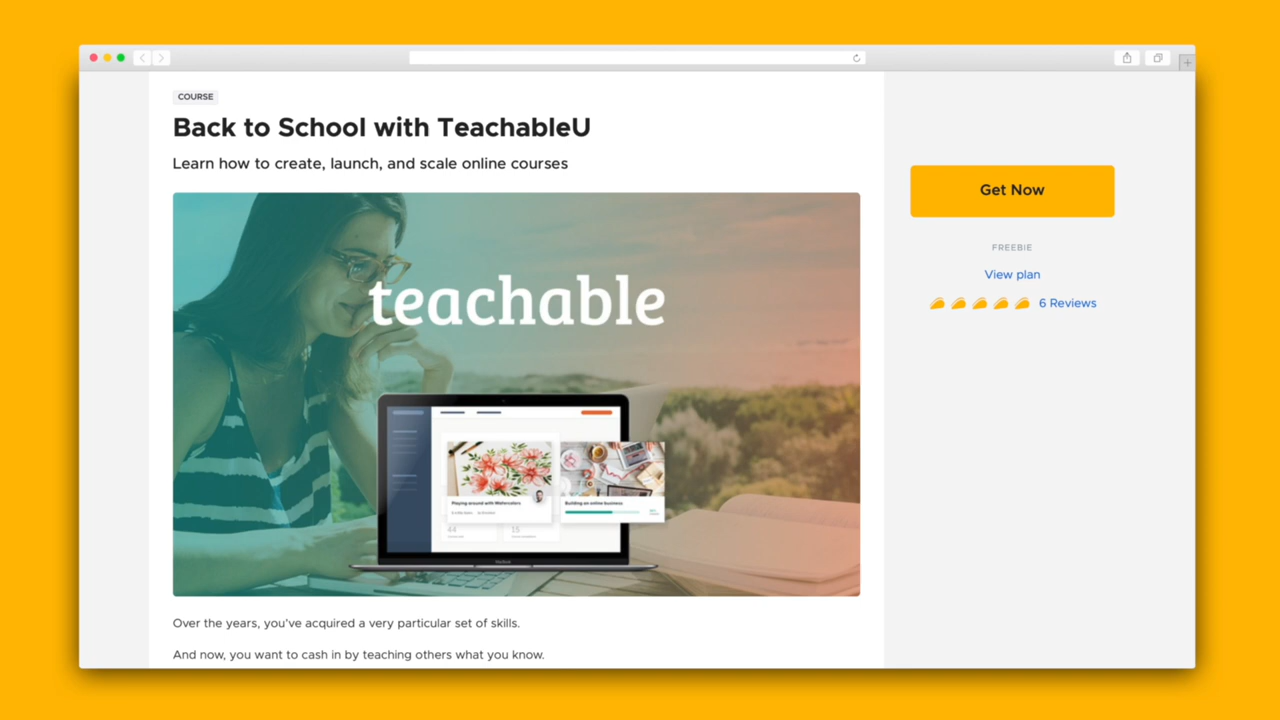 COURSE
Back to School with TeachableU
Learn how to create, launch, and scale online courses
Get Now
FREEBIE
View plan
6 Reviews
teachable
Playing around with Watercolors
Building an online business
44
15
Over the years, you've acquired a very particular set of skills.
And now, you want to cash in by teaching others what you know.